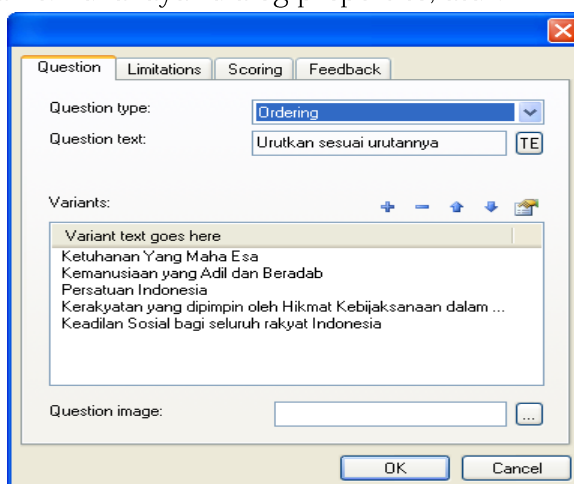 Question Limitations Scoring Feedback
Question type: Ordering
Question text: Urutkan sesuai urutannya TE
Variants:
Variant text goes here
Ketuhanan Yang Maha Esa
Kemanusiaan yang Adil dan Beradab
Persatuan Indonesia
Kerakyatan yang dipimpin oleh Hikmat Kebijaksanaan dalam ...
Keadilan Sosial bagi seluruh rakyat Indonesia
Question image: ...
OK Cancel